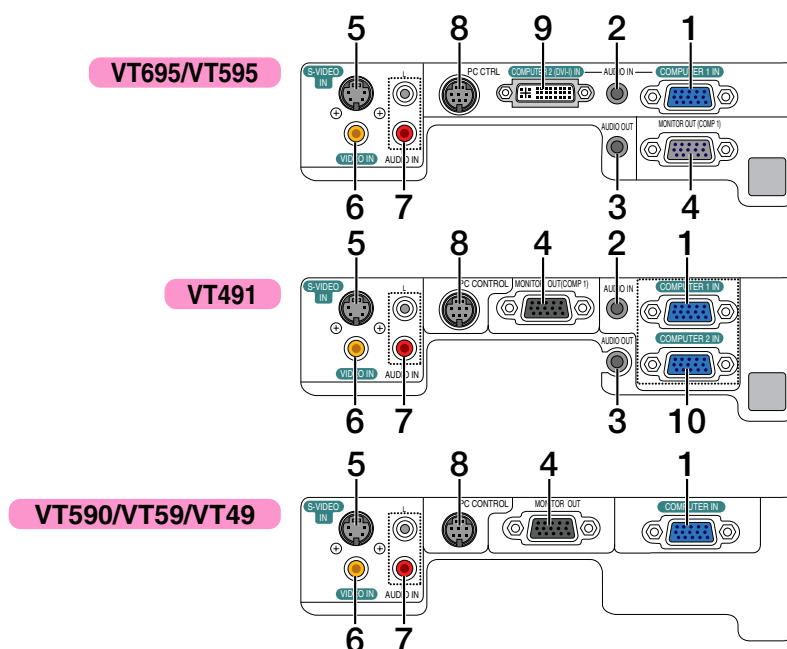 5 8 9 2 1
VT695/VT595
S-VIDEO IN
L
PC CTRL
COMPUTER 2 (DVI-I) IN
AUDIO IN
COMPUTER 1 IN
AUDIO OUT
MONITOR OUT (COMP 1)
VIDEO IN
AUDIO IN
6 7 3 4
5 8 4 2 1
VT491
S-VIDEO IN
L
PC CONTROL
MONITOR OUT(COMP 1)
AUDIO IN
COMPUTER 1 IN
AUDIO OUT
COMPUTER 2 IN
VIDEO IN
AUDIO IN
6 7 3 10
5 8 4 1
VT590/VT59/VT49
S-VIDEO IN
L
PC CONTROL
MONITOR OUT
COMPUTER IN
VIDEO IN
AUDIO IN
6 7